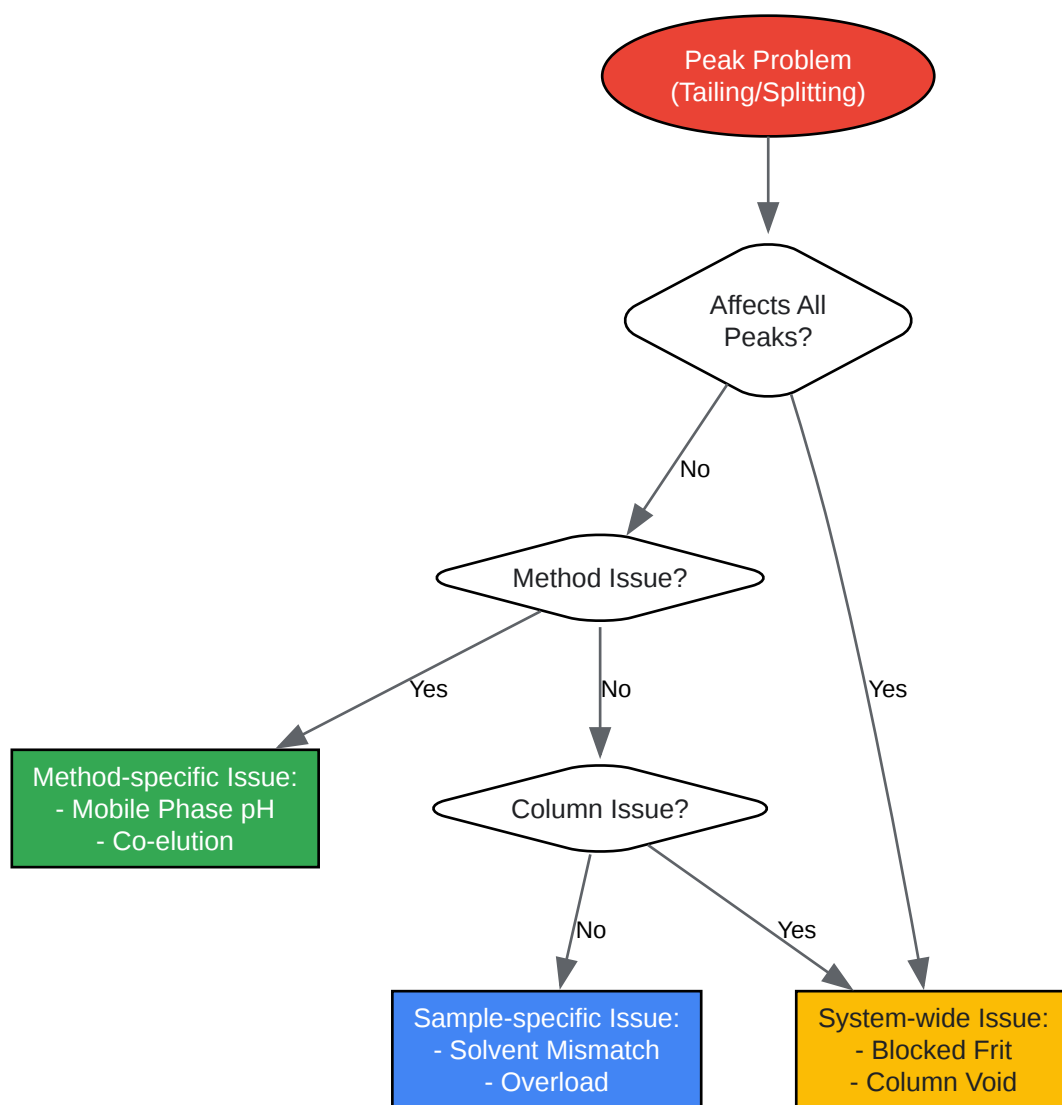 Peak Problem
(Tailing/Splitting)
Affects All
Peaks?
No
Method Issue?
Yes
No
Yes
Method-specific Issue:
- Mobile Phase pH
- Co-elution
Column Issue?
No
Yes
Sample-specific Issue:
- Solvent Mismatch
- Overload
System-wide Issue:
- Blocked Frit
- Column Void